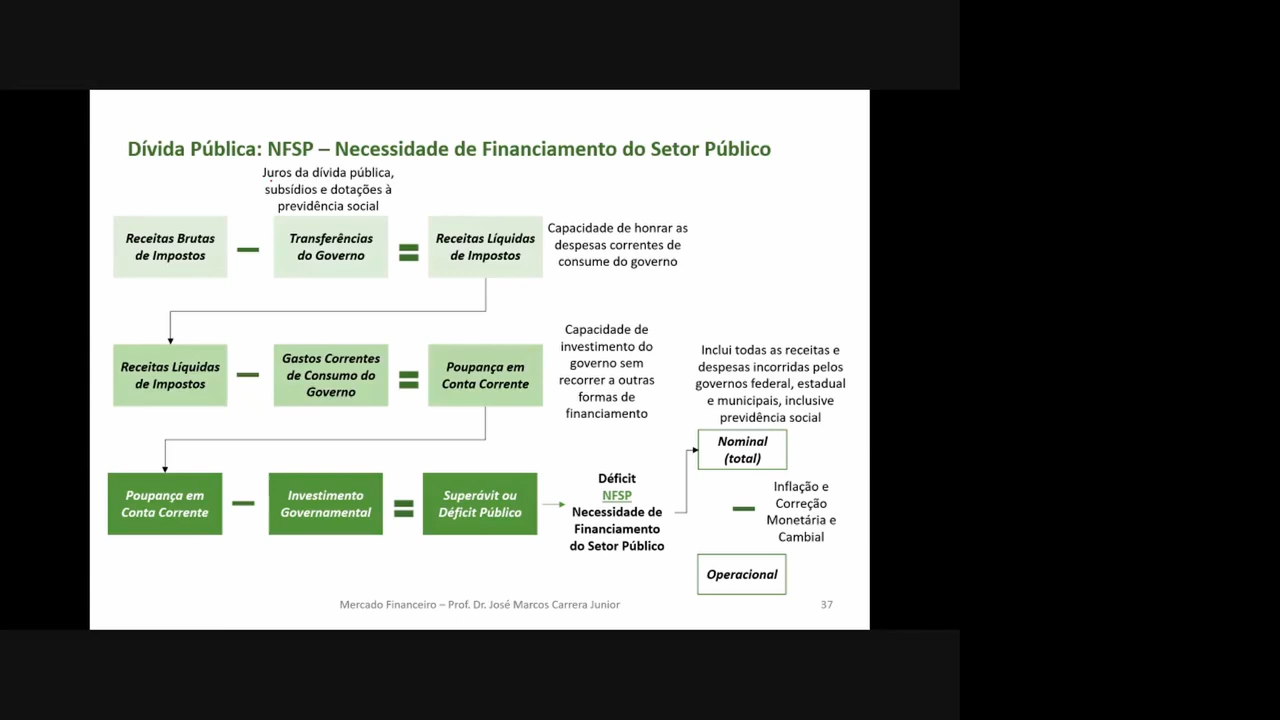 Dívida Pública: NFSP – Necessidade de Financiamento do Setor Público
Juros da dívida pública,
subsídios e dotações à
previdência social
Receitas Brutas
de Impostos
Transferências
do Governo
Receitas Líquidas
de Impostos
Capacidade de honrar as
despesas correntes de
consume do governo
Receitas Líquidas
de Impostos
Gastos Correntes
de Consumo do
Governo
Poupança em
Conta Corrente
Capacidade de
investimento do
governo sem
recorrer a outras
formas de
financiamento
Inclui todas as receitas e
despesas incorridas pelos
governos federal, estadual
e municipais, inclusive
previdência social
Nominal
(total)
Poupança em
Conta Corrente
Investimento
Governamental
Superávit ou
Déficit Público
Déficit
NFSP
Necessidade de
Financiamento
do Setor Público
Inflação e
Correção
Monetária e
Cambial
Operacional
Mercado Financeiro – Prof. Dr. José Marcos Carrera Junior
37